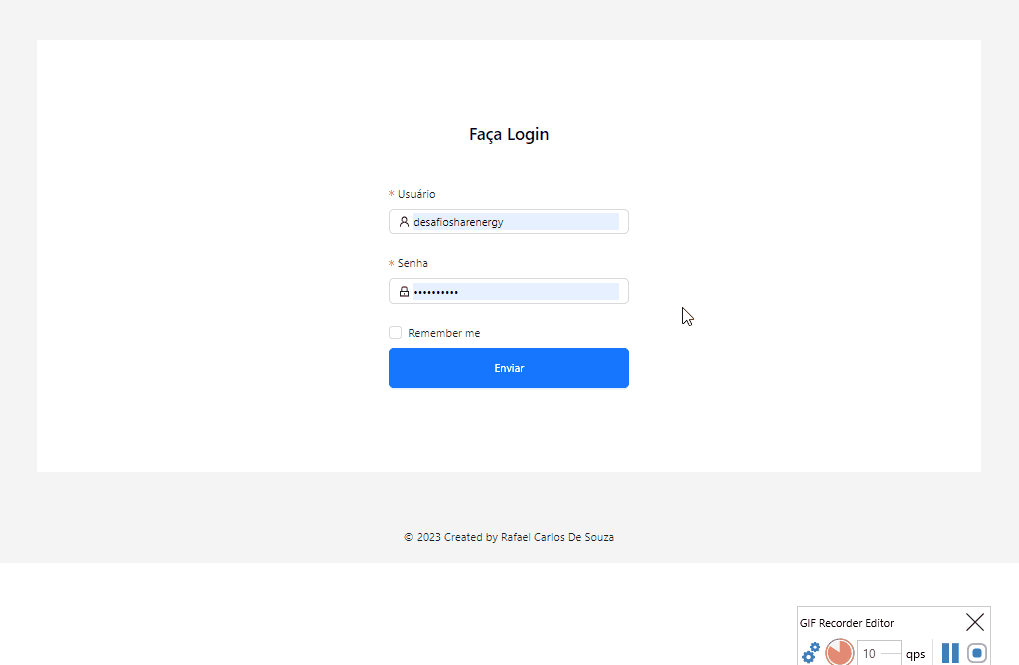 Faça Login
* Usuário
desafiosharenergy
* Senha
••••••••••
Remember me
Enviar
© 2023 Created by Rafael Carlos De Souza
GIF Recorder Editor
10 qps